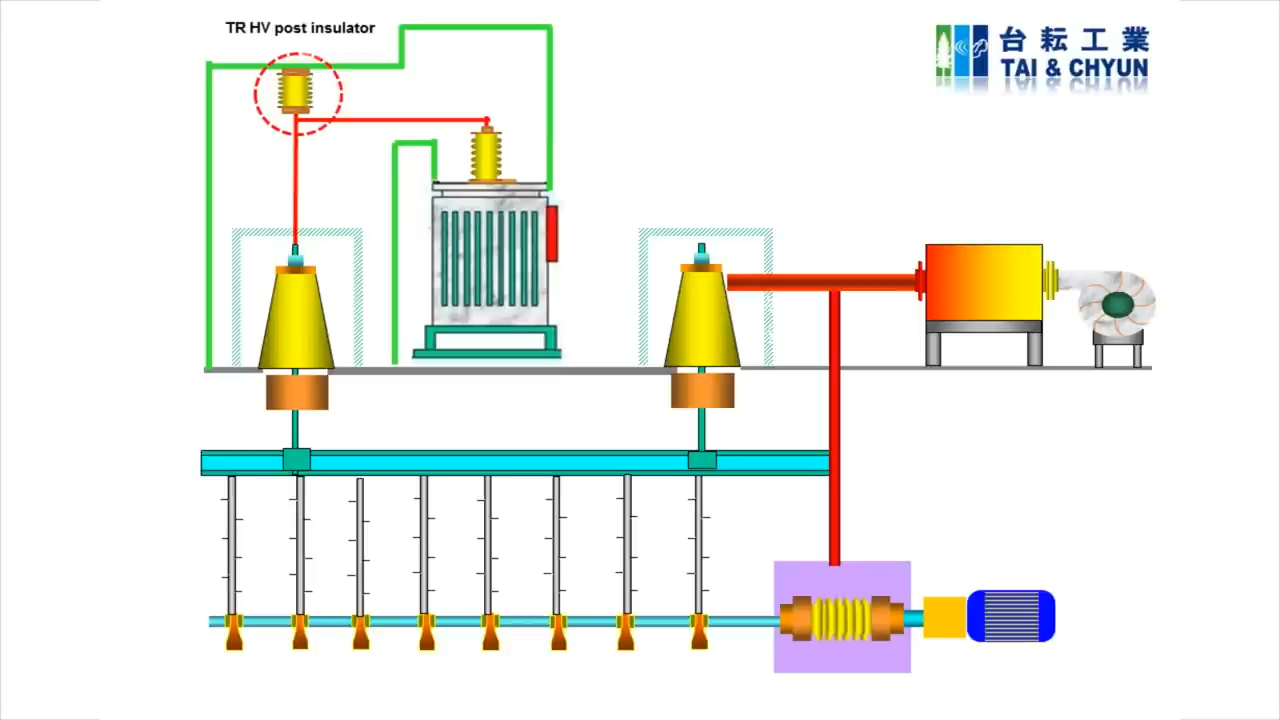 TR HV post insulator
台耘工業
TAI & CHYUN